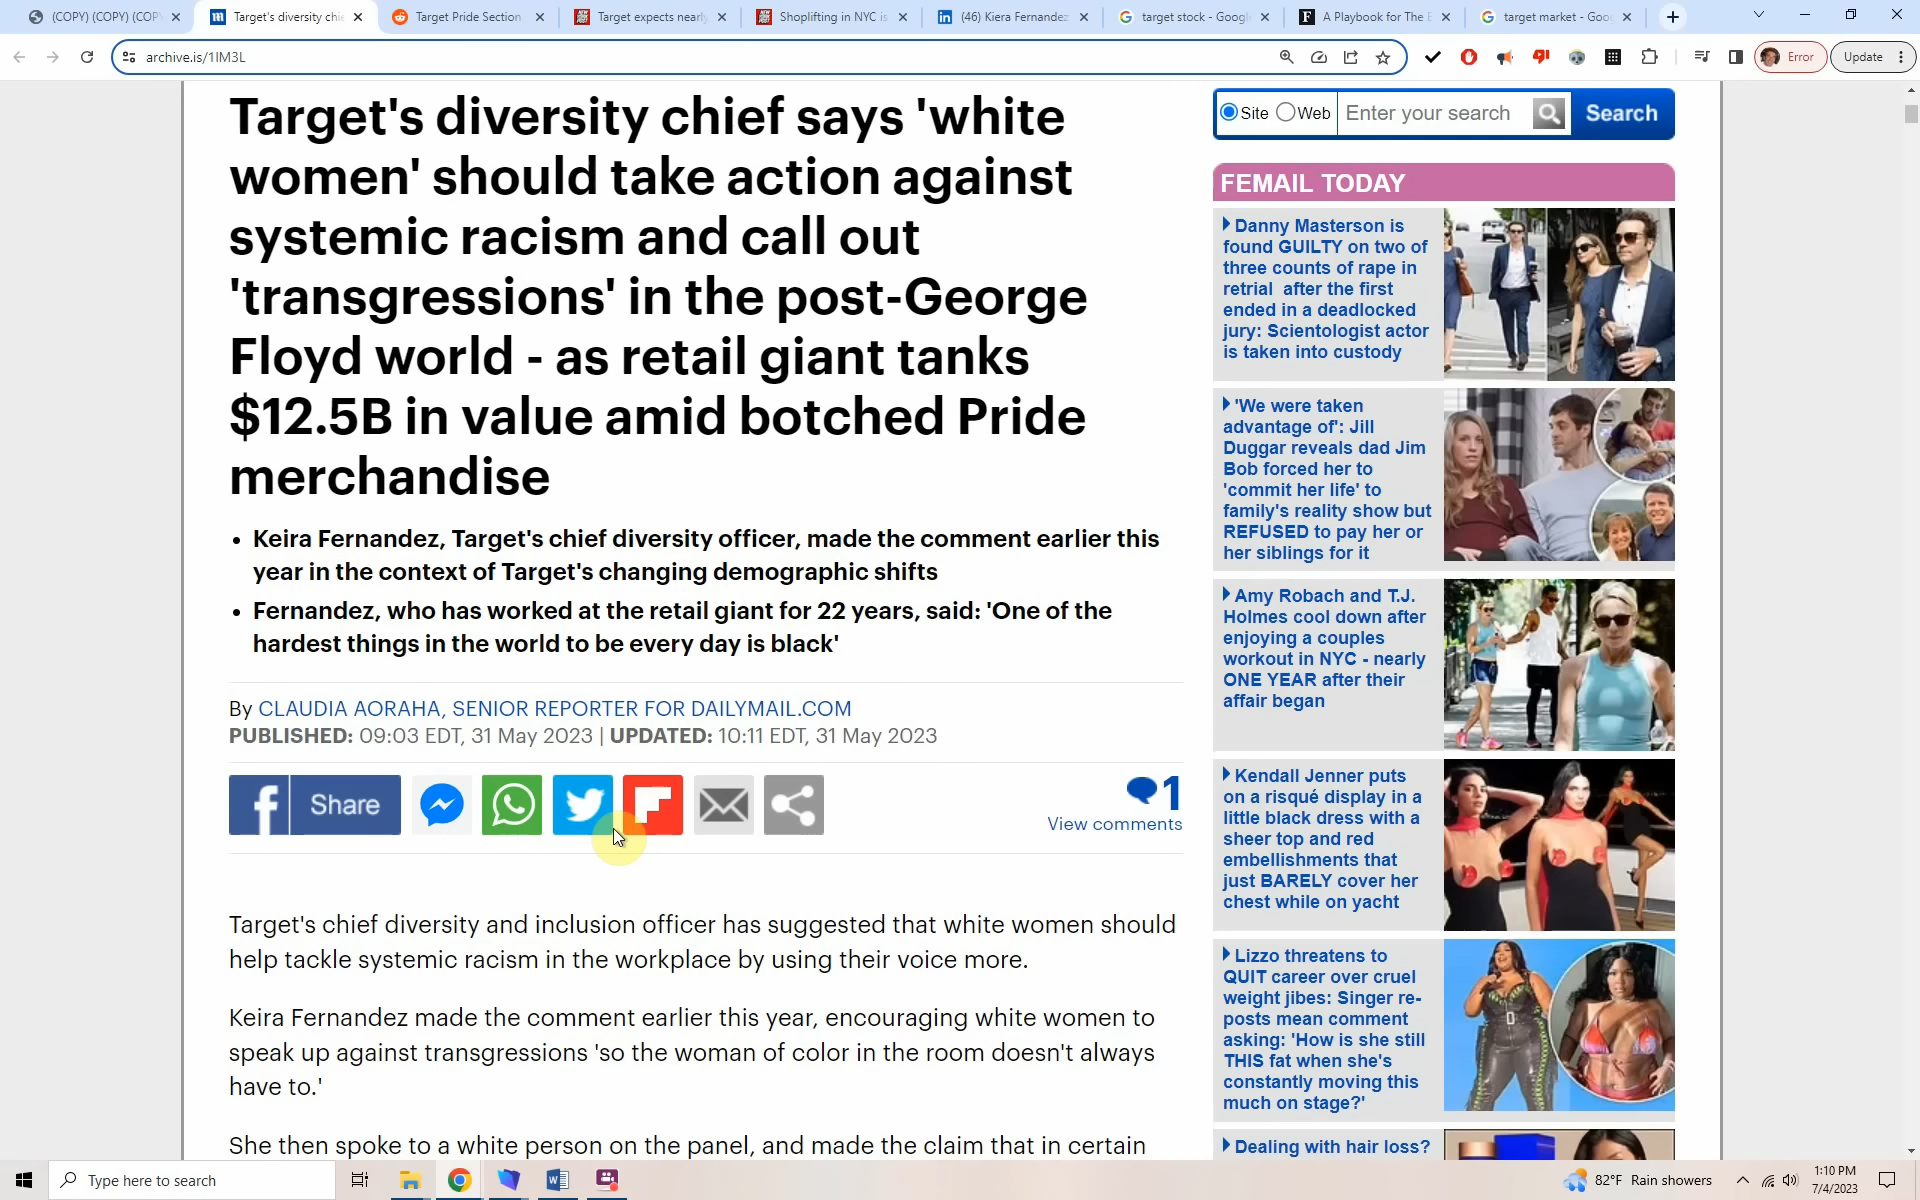 (COPY) (COPY) (COP
Target's diversity chie
Target Pride Section
Target expects nearly
Shoplifting in NYC is
(46) Kiera Fernandez
target stock - Google
A Playbook for The E
target market - Goog
archive.is/1IM3L
Error
Update
Target's diversity chief says 'white
women' should take action against
systemic racism and call out
'transgressions' in the post-George
Floyd world - as retail giant tanks
$12.5B in value amid botched Pride
merchandise
• Keira Fernandez, Target's chief diversity officer, made the comment earlier this
year in the context of Target's changing demographic shifts
• Fernandez, who has worked at the retail giant for 22 years, said: 'One of the
hardest things in the world to be every day is black'
By CLAUDIA AORAHA, SENIOR REPORTER FOR DAILYMAIL.COM
PUBLISHED: 09:03 EDT, 31 May 2023 | UPDATED: 10:11 EDT, 31 May 2023
Share
1
View comments
Target's chief diversity and inclusion officer has suggested that white women should
help tackle systemic racism in the workplace by using their voice more.
Keira Fernandez made the comment earlier this year, encouraging white women to
speak up against transgressions 'so the woman of color in the room doesn't always
have to.'
She then spoke to a white person on the panel, and made the claim that in certain
Site Web Enter your search Search
FEMAIL TODAY
Danny Masterson is
found GUILTY on two of
three counts of rape in
retrial after the first
ended in a deadlocked
jury: Scientologist actor
is taken into custody
'We were taken
advantage of': Jill
Duggar reveals dad Jim
Bob forced her to
'commit her life' to
family's reality show but
REFUSED to pay her or
her siblings for it
Amy Robach and T.J.
Holmes cool down after
enjoying a couples
workout in NYC - nearly
ONE YEAR after their
affair began
Kendall Jenner puts
on a risqué display in a
little black dress with a
sheer top and red
embellishments that
just BARELY cover her
chest while on yacht
Lizzo threatens to
QUIT career over cruel
weight jibes: Singer re-
posts mean comment
asking: 'How is she still
THIS fat when she's
constantly moving this
much on stage?'
Dealing with hair loss?
Type here to search
82°F Rain showers
1:10 PM
7/4/2023